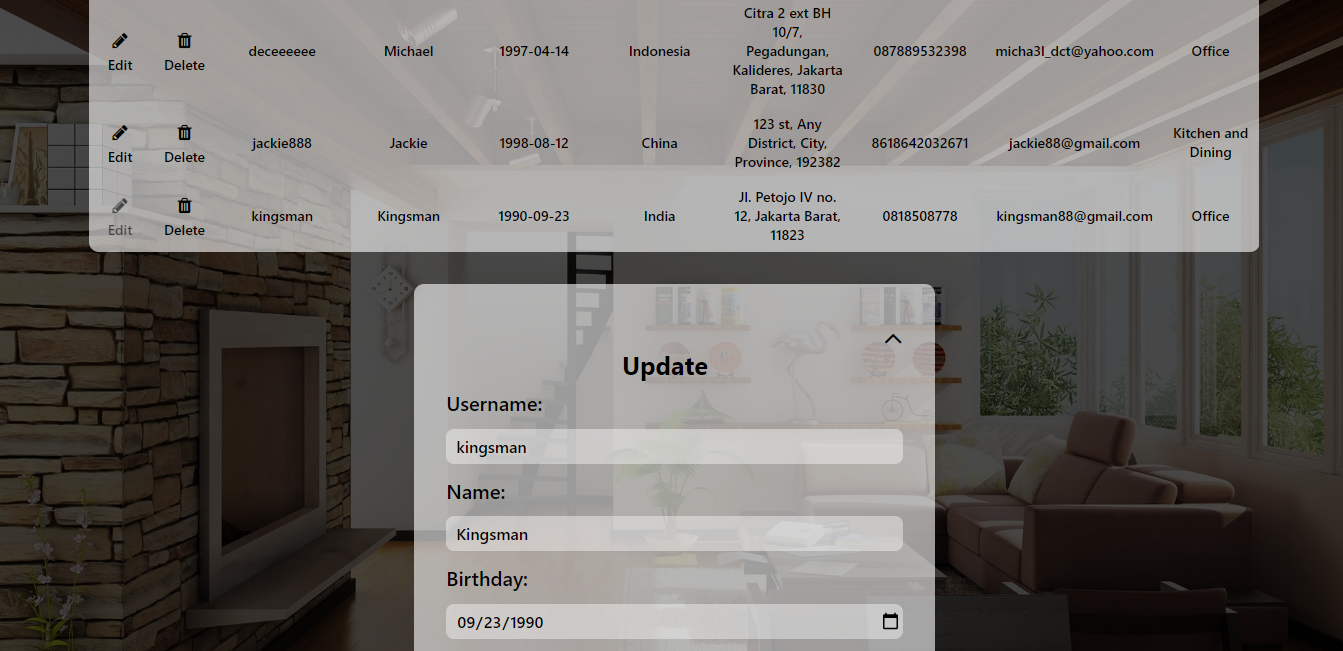 Edit Delete deceeeeee Michael 1997-04-14 Indonesia Citra 2 ext BH
10/7,
Pegadungan,
Kalideres, Jakarta
Barat, 11830 087889532398 micha3l_dct@yahoo.com Office
Edit Delete jackie888 Jackie 1998-08-12 China 123 st, Any
District, City,
Province, 192382 8618642032671 jackie88@gmail.com Kitchen and
Dining
Edit Delete kingsman Kingsman 1990-09-23 India Jl. Petojo IV no.
12, Jakarta Barat,
11823 0818508778 kingsman88@gmail.com Office
Update
Username:
kingsman
Name:
Kingsman
Birthday:
09/23/1990